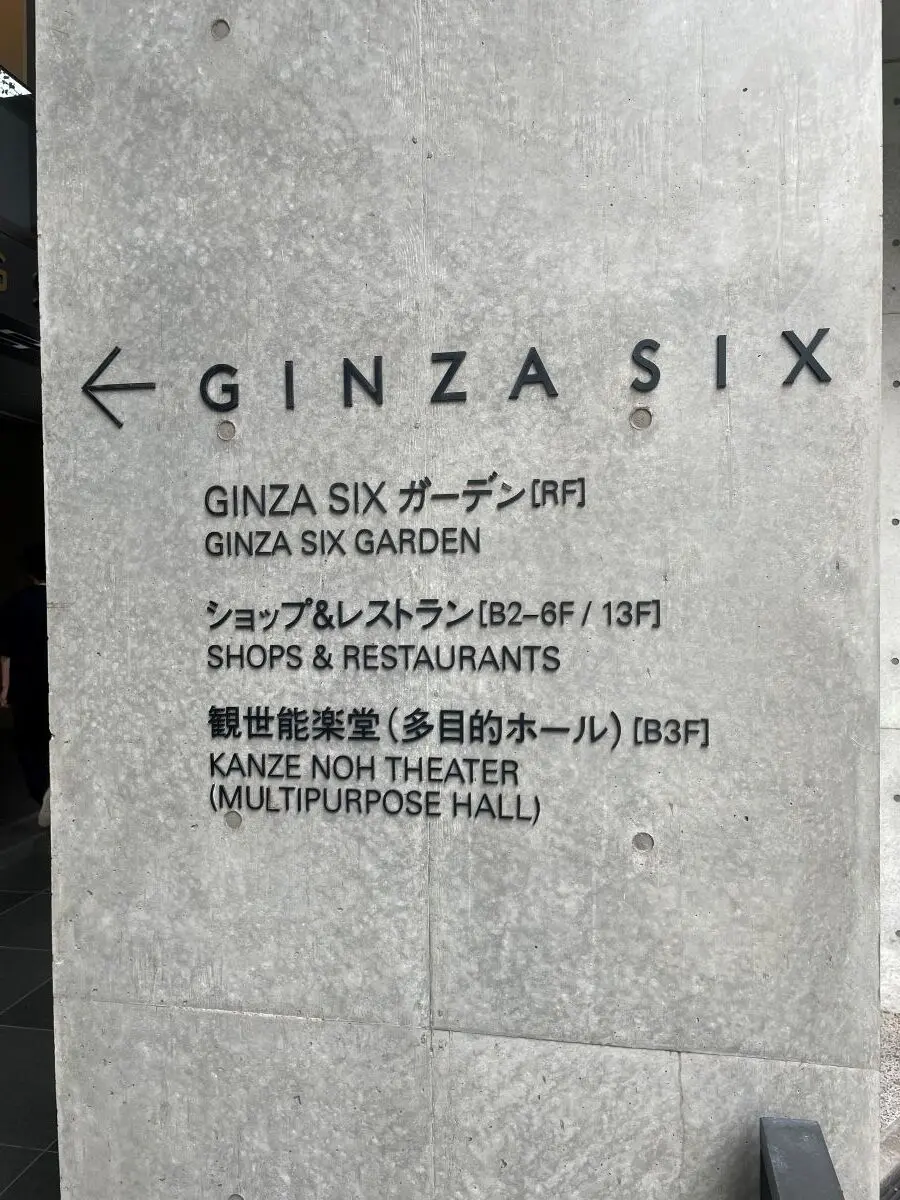 ← GINZA SIX
GINZA SIX ガーデン[RF]
GINZA SIX GARDEN
ショップ&レストラン[B2–6F / 13F]
SHOPS & RESTAURANTS
観世能楽堂(多目的ホール)[B3F]
KANZE NOH THEATER
(MULTIPURPOSE HALL)